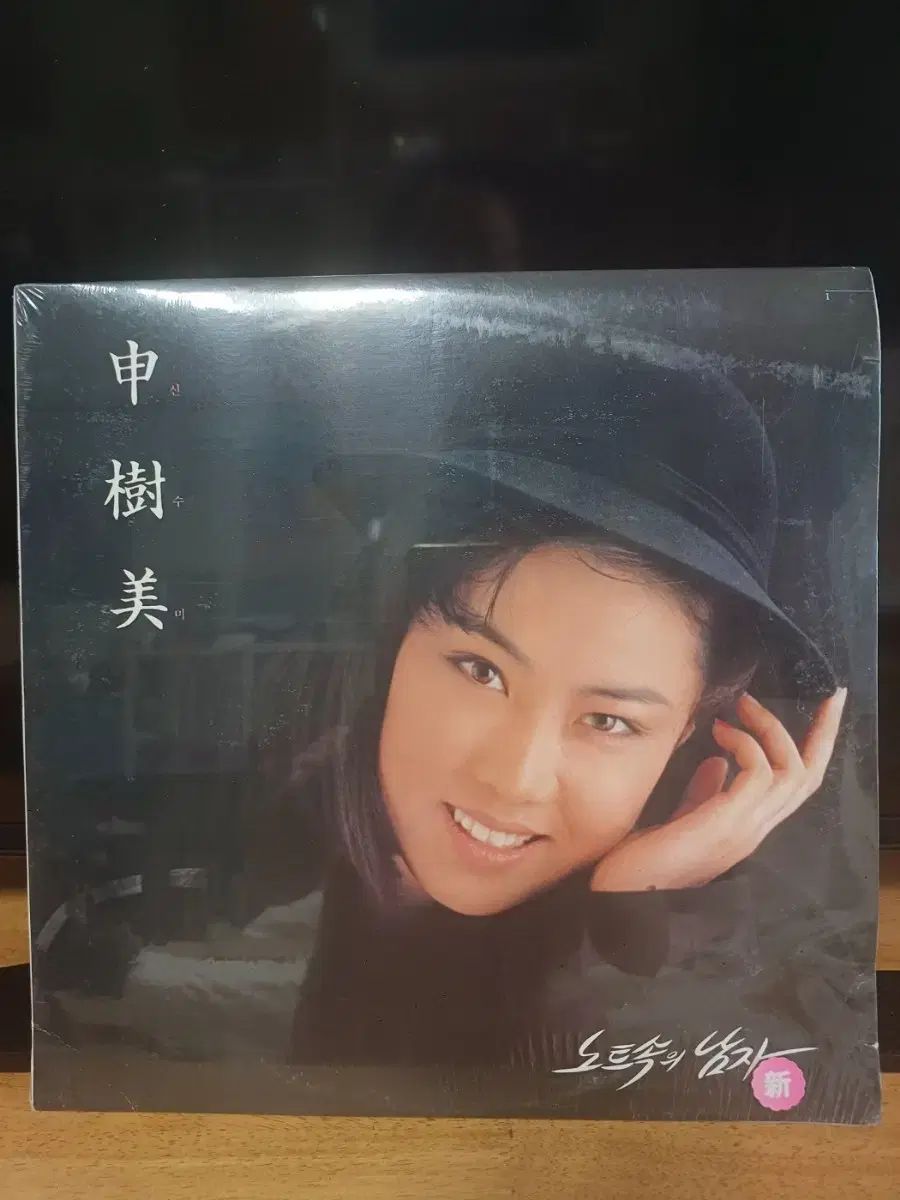 申 신
樹 수
美 미
노트속의 남자
新